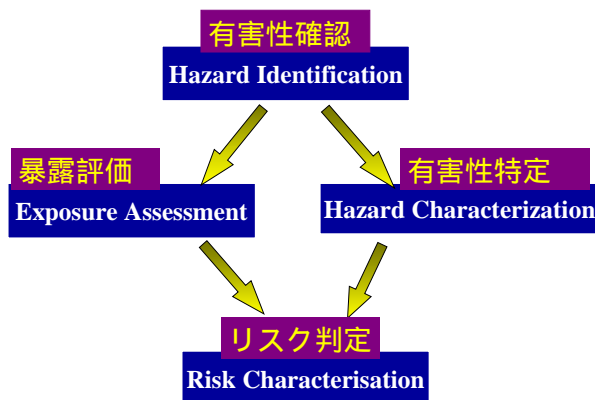 有害性確認
Hazard Identification
暴露評価
Exposure Assessment
有害性特定
Hazard Characterization
リスク判定
Risk Characterisation